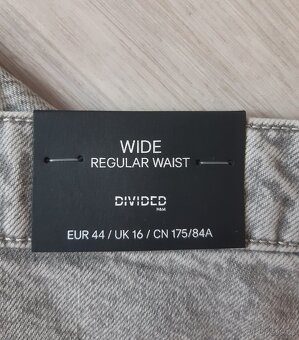 WIDE
REGULAR WAIST
DIVIDED
H&M
EUR 44 / UK 16 / CN 175/84A